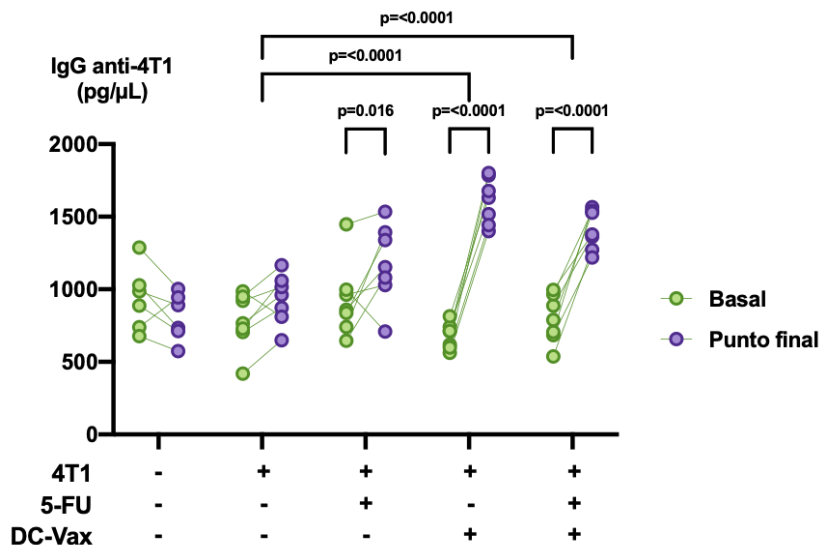 p=<0.0001
p=<0.0001
IgG anti-4T1
(pg/µL)
p=0.016 p=<0.0001 p=<0.0001
2000
1500
1000
500
0
Basal
Punto final
4T1 - + + + +
5-FU - - + - +
DC-Vax - - - + +